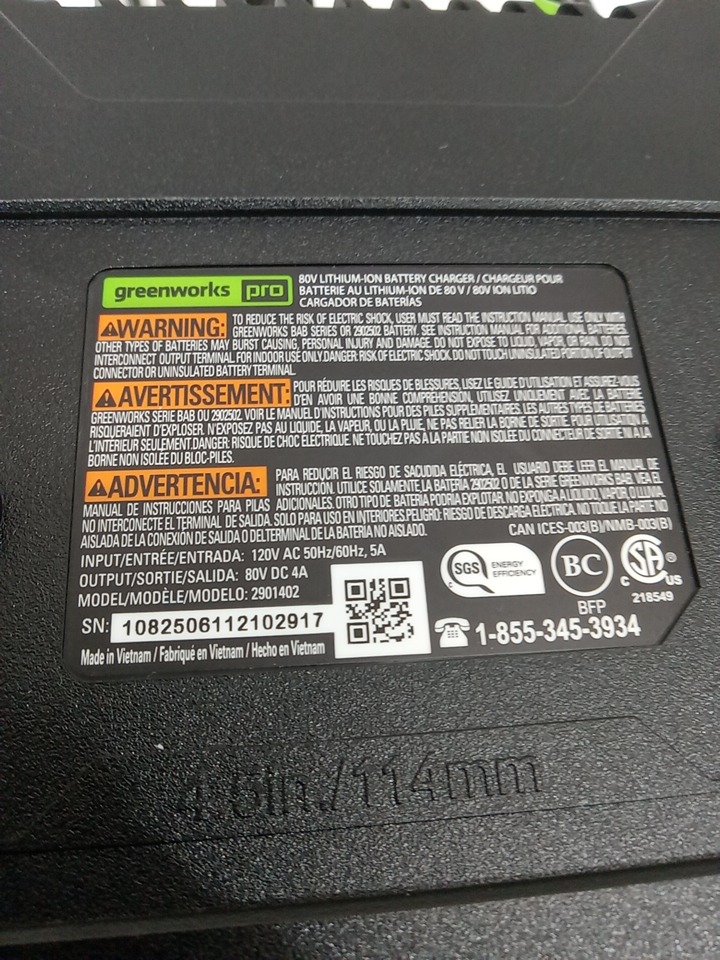 greenworks pro
80V LITHIUM-ION BATTERY CHARGER / CHARGEUR POUR
BATTERIE AU LITHIUM-ION DE 80 V / 80V ION LITIO
CARGADOR DE BATERÍAS
WARNING: TO REDUCE THE RISK OF ELECTRIC SHOCK, USER MUST READ THE INSTRUCTION MANUAL. USE ONLY WITH
GREENWORKS BAB SERIES OR 2902502 BATTERY. SEE INSTRUCTION MANUAL FOR ADDITIONAL BATTERIES.
OTHER TYPES OF BATTERIES MAY BURST CAUSING, PERSONAL INJURY AND DAMAGE. DO NOT EXPOSE TO LIQUID, VAPOR, OR RAIN. DO NOT
INTERCONNECT OUTPUT TERMINAL. FOR INDOOR USE ONLY.DANGER: RISK OF ELECTRIC SHOCK. DO NOT TOUCH UNINSULATED PORTION OF OUTPUT
CONNECTOR OR UNINSULATED BATTERY TERMINAL.
AVERTISSEMENT: POUR RÉDUIRE LES RISQUES DE BLESSURES, LISEZ LE GUIDE D'UTILISATION ET ASSUREZ-VOUS
D'EN AVOIR UNE BONNE COMPRÉHENSION, UTILISEZ UNIQUEMENT AVEC LA BATTERIE
GREENWORKS SERIE BAB OU 2902502. VOIR LE MANUEL D'INSTRUCTIONS POUR DES PILES SUPPLÉMENTAIRES. LES AUTRES TYPES DE BATTERIES
RISQUERAIENT D'EXPLOSER. N'EXPOSEZ PAS AU LIQUIDE, LA VAPEUR, OU LA PLUIE, NE PAS RELIER LA BORNE DE SORTIE. POUR UTILISATION À
L'INTÉRIEUR SEULEMENT.DANGER: RISQUE DE CHOC ELECTRIQUE. NE TOUCHEZ PAS A LA PARTIE NON ISOLÉE DU CONNECTEUR DE SORTIE NI A LA
BORNE NON ISOLÉE DU BLOC-PILES.
ADVERTENCIA: PARA REDUCIR EL RIESGO DE SACUDIDA ELÉCTRICA, EL USUARIO DEBE LEER EL MANUAL DE
INSTRUCCIÓN. UTILICE SOLAMENTE LA BATERÍA 2902502 O DE LA SERIE GREENWORKS BAB. VEA EL
MANUAL DE INSTRUCCIONES PARA PILAS ADICIONALES. OTRO TIPO DE BATERIA PODRIA EXPLOTAR. NO EXPONGA A LIQUIDO, VAPOR, O LLUVIA.
NO INTERCONECTE EL TERMINAL DE SALIDA. SOLO PARA USO EN INTERIORES.PELIGRO: RIESGO DE DESCARGA ELECTRICA. NO TOQUE LA PARTE NO
AISLADA DE LA CONEXIÓN DE SALIDA O DEL TERMINAL DE LA BATERÍA NO AISLADO.
CAN ICES-003(B)/NMB-003(B)
INPUT/ENTRÉE/ENTRADA: 120V AC 50Hz/60Hz, 5A
OUTPUT/SORTIE/SALIDA: 80V DC 4A
MODEL/MODÈLE/MODELO: 2901402
SGS ENERGY
EFFICIENCY
BC
BFP
SA ®
C US
218549
SN: 1082506112102917
1-855-345-3934
Made in Vietnam / Fabriqué en Vietnam / Hecho en Vietnam
4.5in./114mm